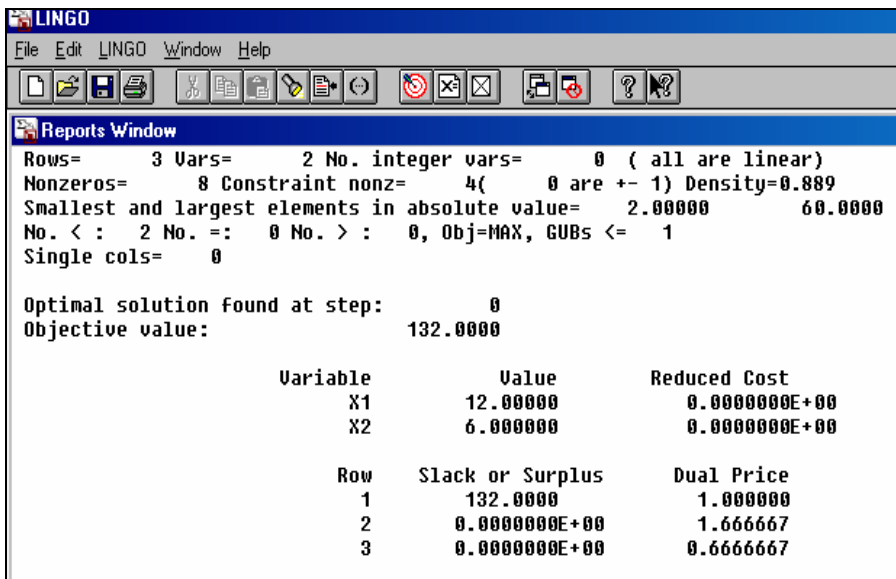 LINGO
File Edit LINGO Window Help
Reports Window
Rows= 3 Vars= 2 No. integer vars= 0 ( all are linear)
Nonzeros= 8 Constraint nonz= 4( 0 are +- 1) Density=0.889
Smallest and largest elements in absolute value= 2.00000 60.0000
No. < : 2 No. =: 0 No. > : 0, Obj=MAX, GUBs <= 1
Single cols= 0
Optimal solution found at step: 0
Objective value: 132.0000
Variable Value Reduced Cost
X1 12.00000 0.0000000E+00
X2 6.000000 0.0000000E+00
Row Slack or Surplus Dual Price
1 132.0000 1.000000
2 0.0000000E+00 1.666667
3 0.0000000E+00 0.6666667